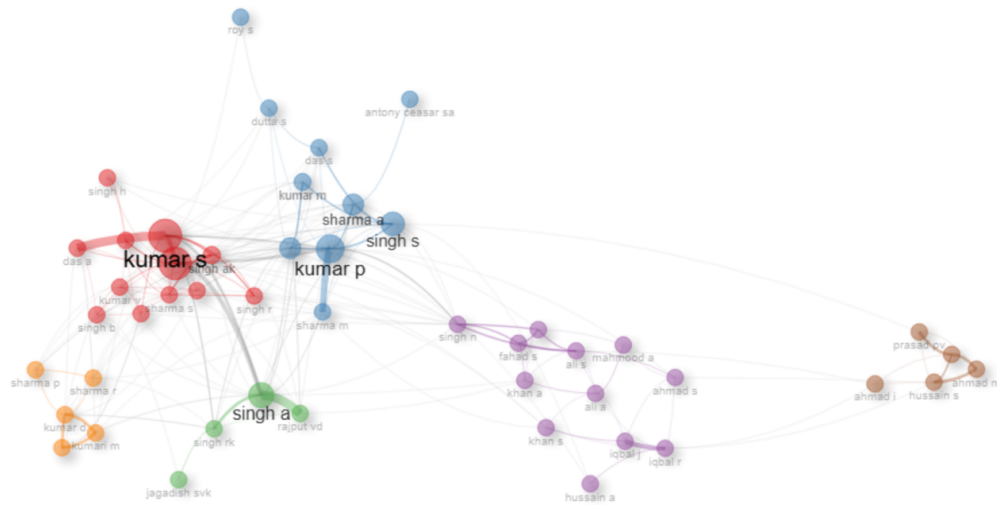 roy s
antony ceasar sa
dutta s
das s
singh h
kumar m
sharma a
singh s
das a
kumar s
singh ak
kumar p
kumar v
sharma s
singh r
singh b
sharma m
singh n
prasad pv
fahad s
ali s
mahmood a
sharma p
sharma r
khan a
ahmad s
ahmad i
hussain s
ahmad m
ali a
singh a
kumar d
rajput vd
kumari m
singh rk
khan s
iqbal j
iqbal r
jagadish svk
hussain a